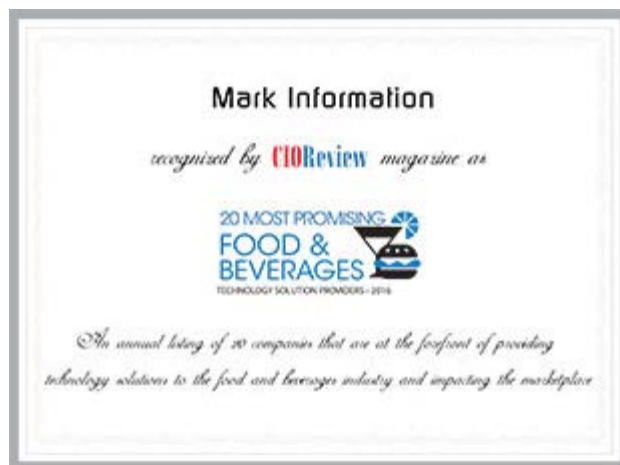 Mark Information
recognized by CIOReview magazine as
20 MOST PROMISING
FOOD &
BEVERAGES
TECHNOLOGY SOLUTION PROVIDERS - 2016
An annual listing of 20 companies that are at the forefront of providing
technology solutions to the food and beverages industry and impacting the marketplace